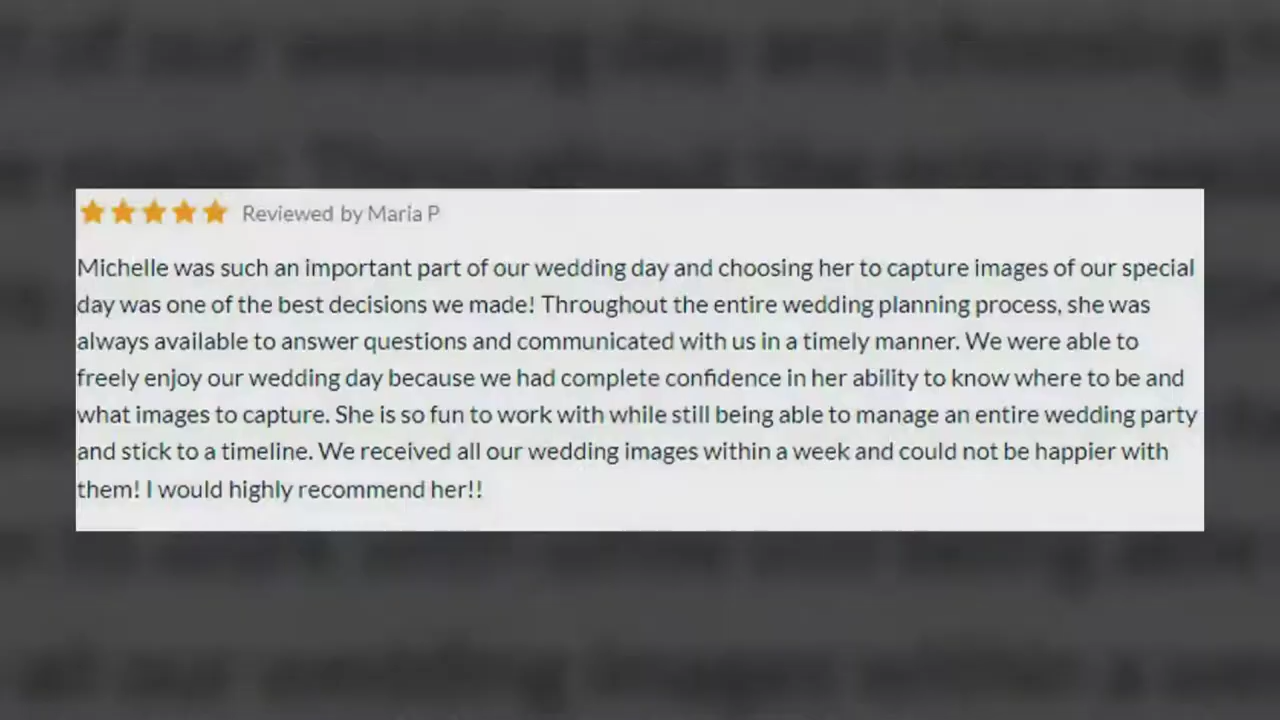 Reviewed by Maria P
Michelle was such an important part of our wedding day and choosing her to capture images of our special
day was one of the best decisions we made! Throughout the entire wedding planning process, she was
always available to answer questions and communicated with us in a timely manner. We were able to
freely enjoy our wedding day because we had complete confidence in her ability to know where to be and
what images to capture. She is so fun to work with while still being able to manage an entire wedding party
and stick to a timeline. We received all our wedding images within a week and could not be happier with
them! I would highly recommend her!!